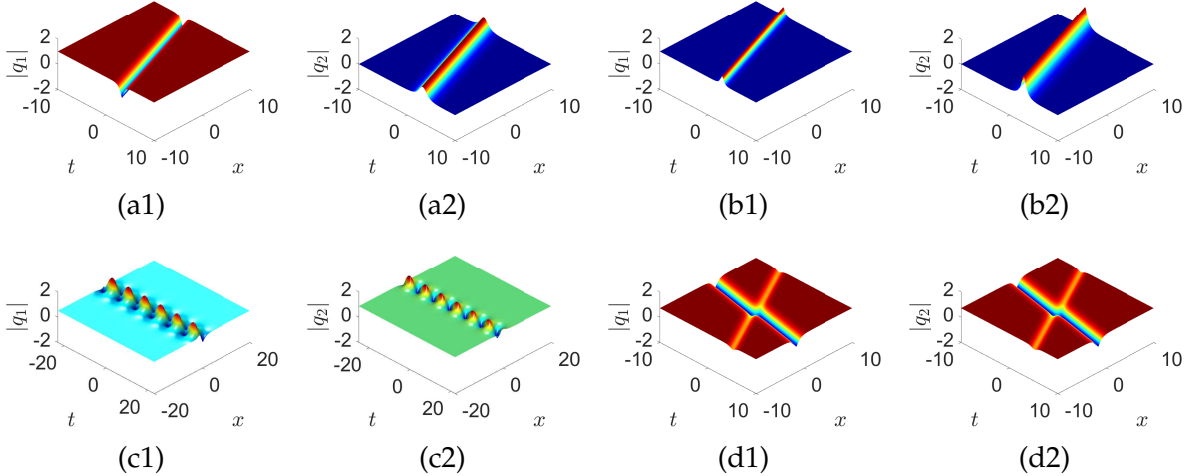 |q₁| 2 0 -2 -10 0 10 t -10 0 10 x
|q₂| 2 0 -2 -10 0 10 t -10 0 10 x
|q₁| 2 0 -2 -10 0 10 t -10 0 10 x
|q₂| 2 0 -2 -10 0 10 t -10 0 10 x
(a1) (a2) (b1) (b2)
|q₁| 2 0 -2 -20 0 20 t -20 0 20 x
|q₂| 2 0 -2 -20 0 20 t -20 0 20 x
|q₁| 2 0 -2 -10 0 10 t -10 0 10 x
|q₂| 2 0 -2 -10 0 10 t -10 0 10 x
(c1) (c2) (d1) (d2)